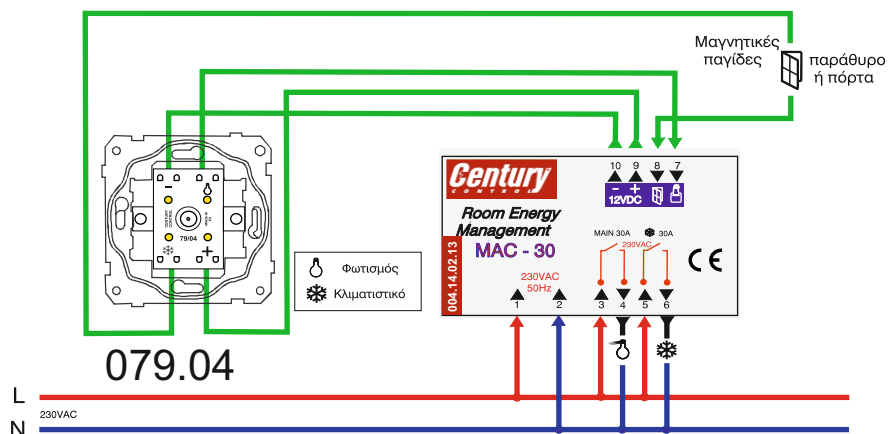 Μαγνητικές
παγίδες
παράθυρο
ή πόρτα
10 9 8 7
- + -
12VDC
Century
CONTROL
Room Energy
Management
MAC - 30
004.14.02.13
MAIN 30A 30A
230VAC
230VAC
50Hz
CE
1 2 3 4 5 6
-
CENTURY
CONTROL
79/04
+
Φωτισμός
Κλιματιστικό
079.04
L
230VAC
N